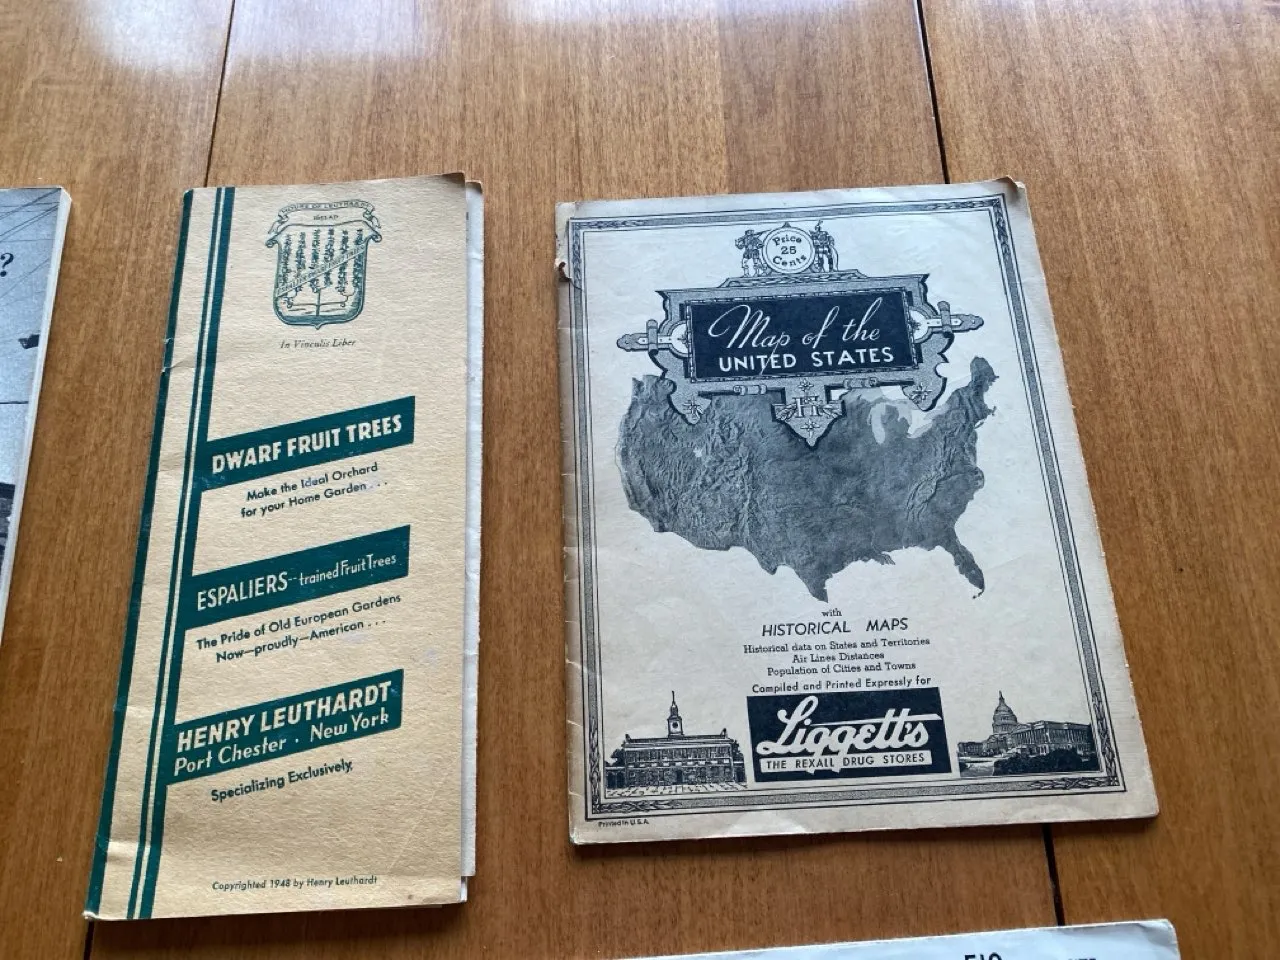 ?
HOUSE OF LEUTHARDT
In Vinculis Liber
DWARF FRUIT TREES
Make the Ideal Orchard
for your Home Garden . . .
ESPALIERS--trained Fruit Trees
The Pride of Old European Gardens
Now—proudly—American . . .
HENRY LEUTHARDT
Port Chester . New York
Specializing Exclusively,
Copyrighted 1948 by Henry Leuthardt
Price
25
Cents
Map of the
UNITED STATES
H
with
HISTORICAL MAPS
Historical data on States and Territories
Air Lines Distances
Population of Cities and Towns
Compiled and Printed Expressly for
Liggett's
THE REXALL DRUG STORES
Printed in U.S.A.